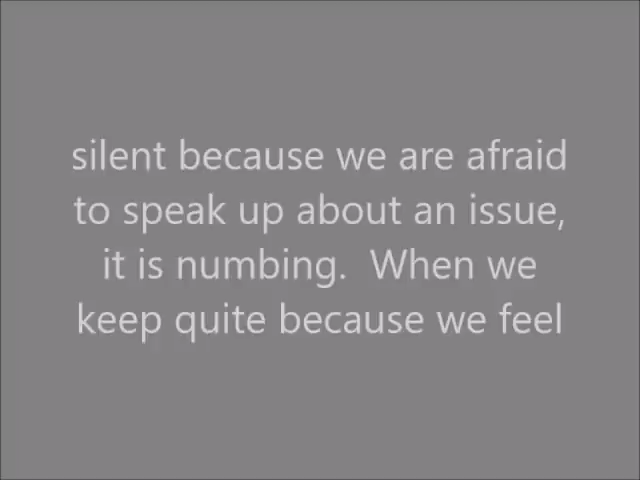 silent because we are afraid
to speak up about an issue,
it is numbing.  When we
keep quite because we feel